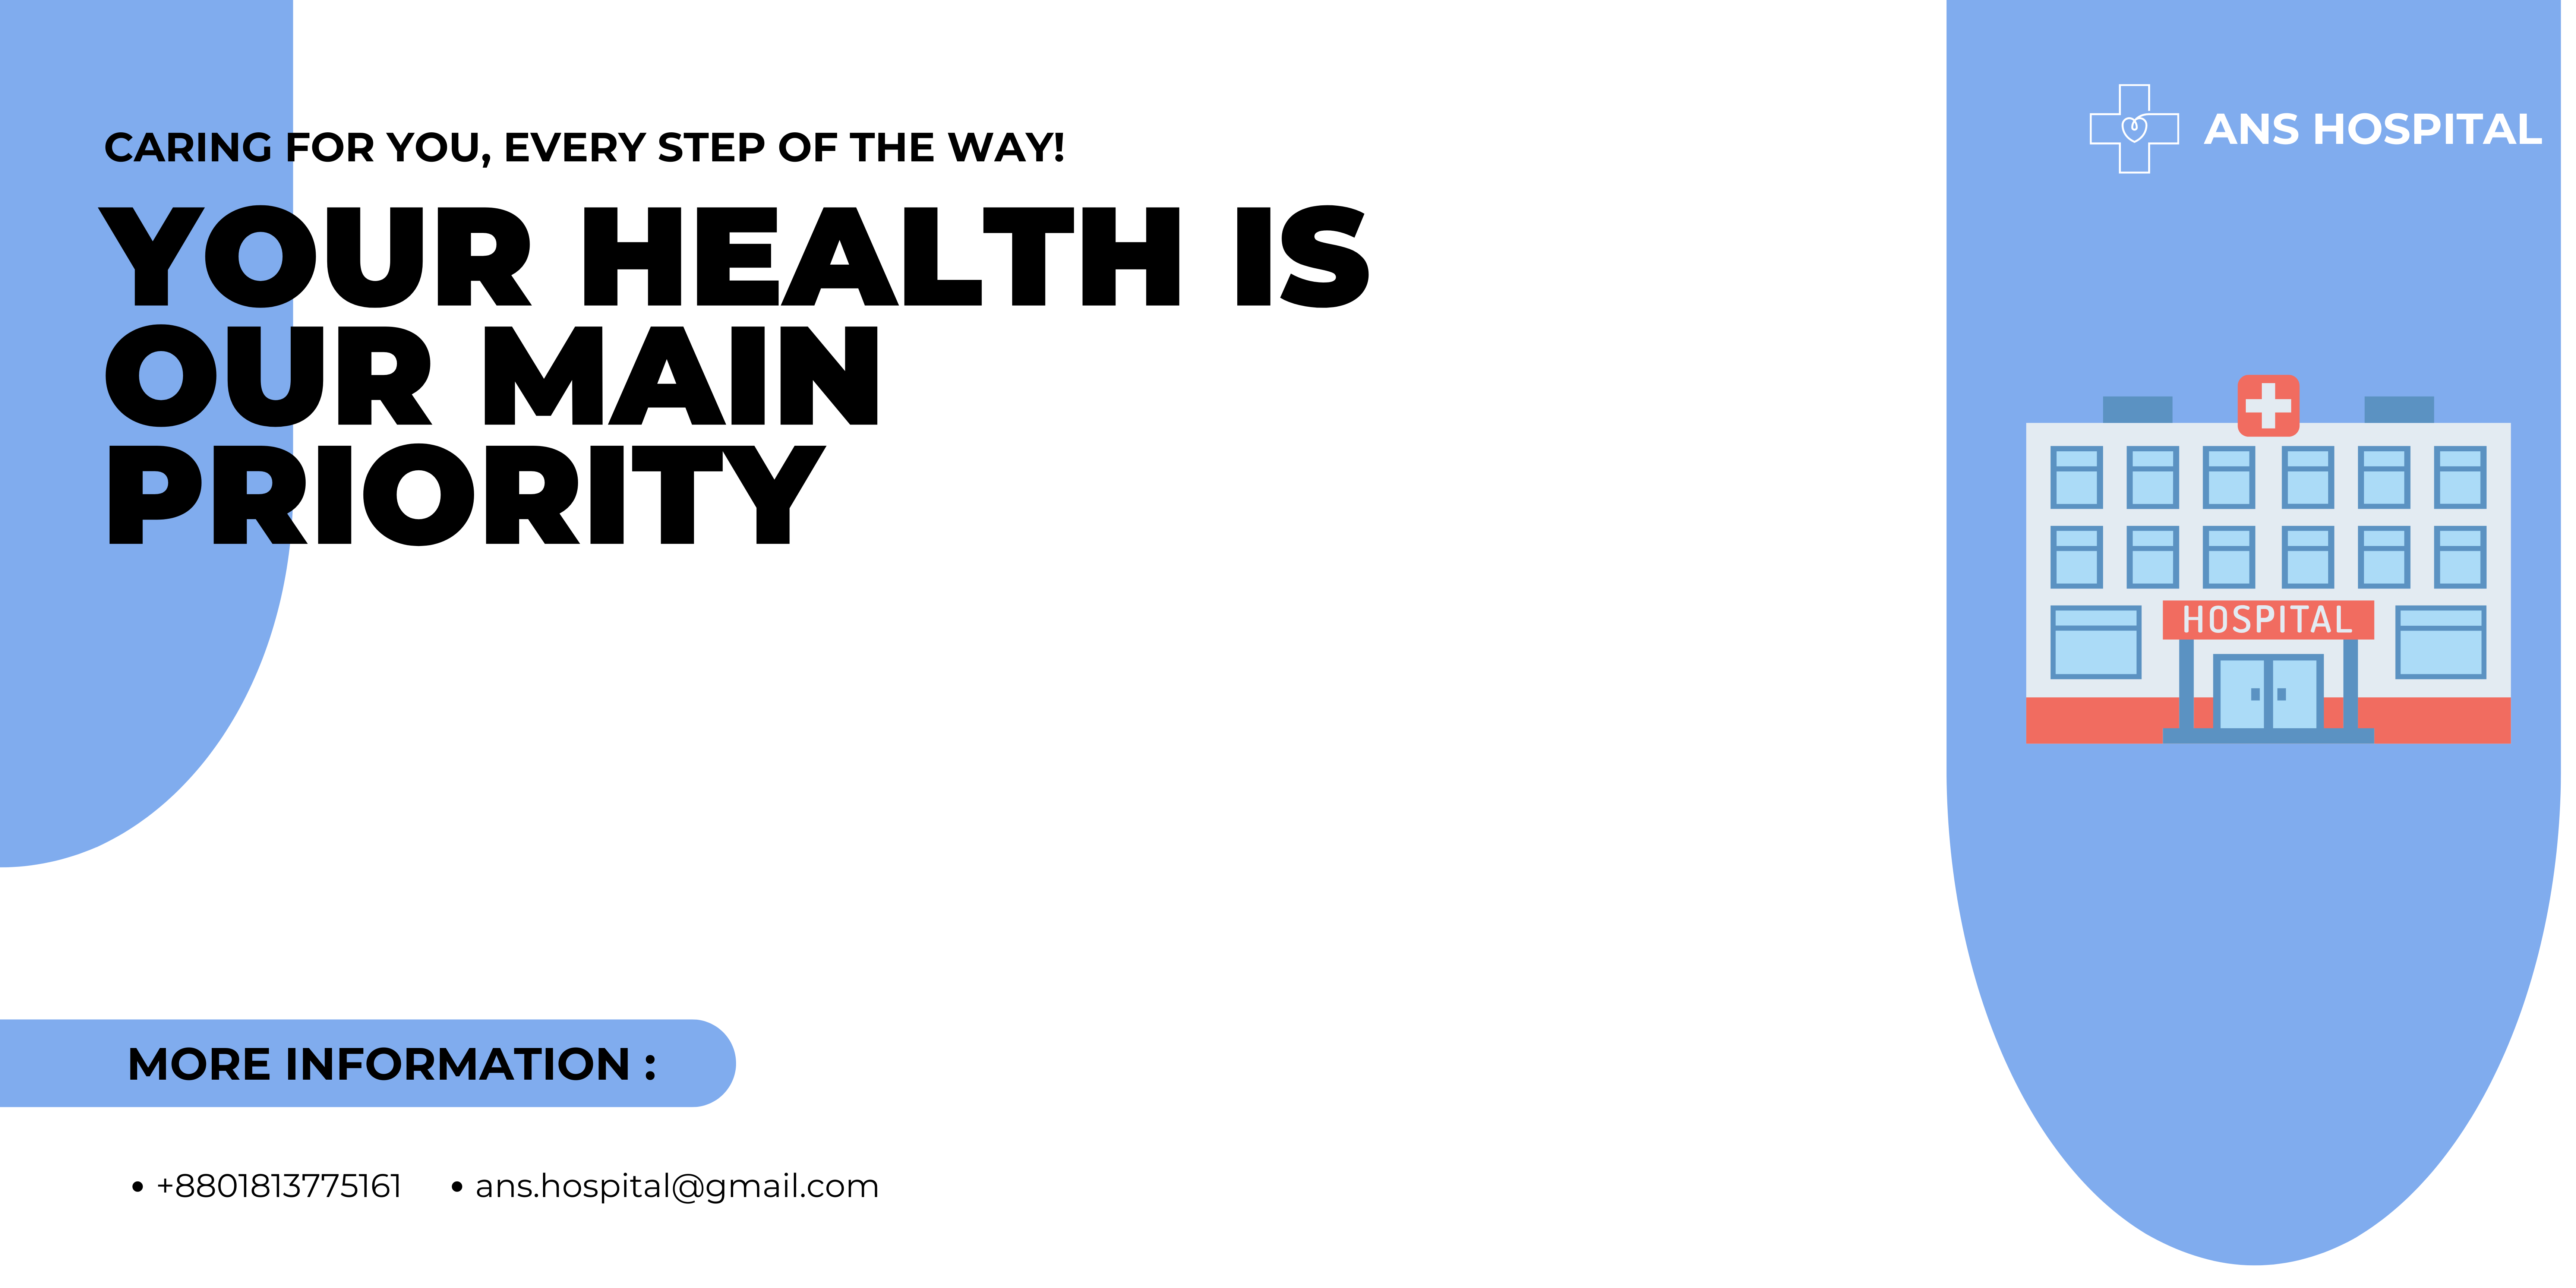 CARING FOR YOU, EVERY STEP OF THE WAY!
YOUR HEALTH IS
OUR MAIN
PRIORITY
ANS HOSPITAL
HOSPITAL
MORE INFORMATION :
• +8801813775161
• ans.hospital@gmail.com